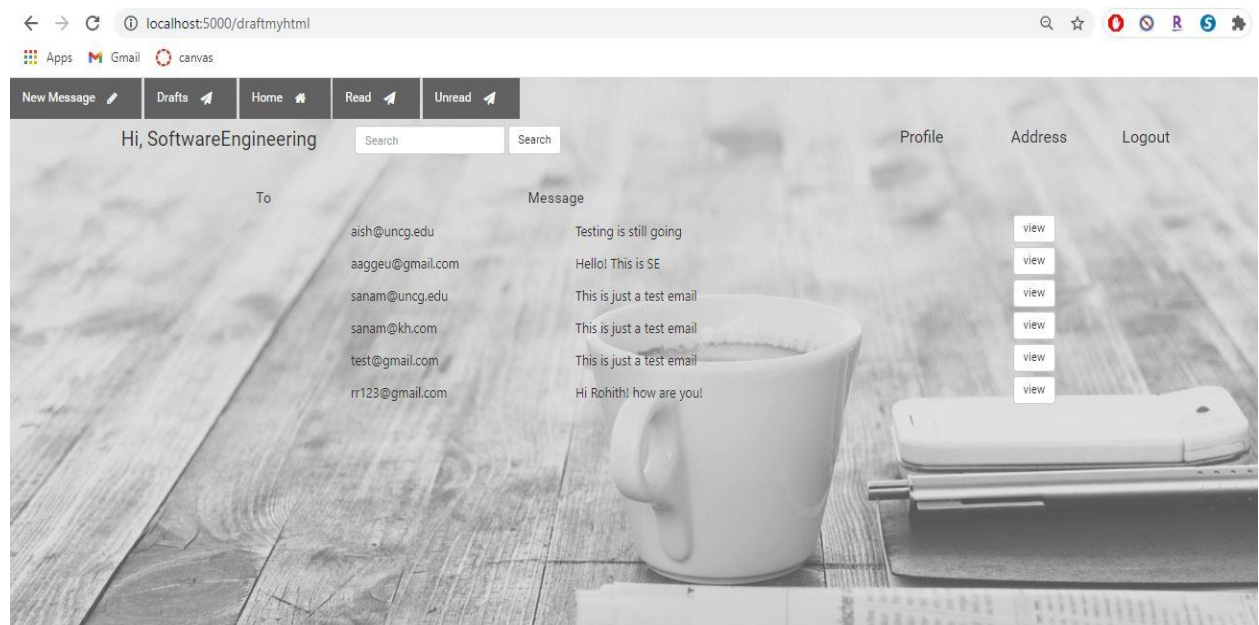 localhost:5000/draftmyhtml
Apps Gmail canvas
New Message Drafts Home Read Unread
Hi, SoftwareEngineering Search Search Profile Address Logout
To Message
aish@uncg.edu Testing is still going view
aaggeu@gmail.com Hello! This is SE view
sanam@uncg.edu This is just a test email view
sanam@kh.com This is just a test email view
test@gmail.com This is just a test email view
rr123@gmail.com Hi Rohith! how are you! view